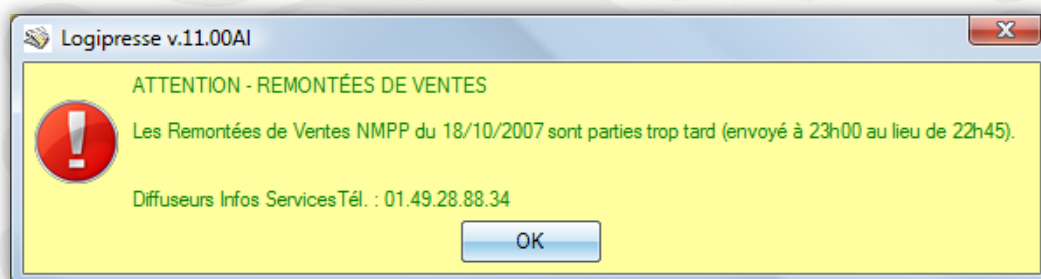 Logipresse v.11.00AI
ATTENTION - REMONTÉES DE VENTES
Les Remontées de Ventes NMPP du 18/10/2007 sont parties trop tard (envoyé à 23h00 au lieu de 22h45).
Diffuseurs Infos ServicesTél. : 01.49.28.88.34
OK